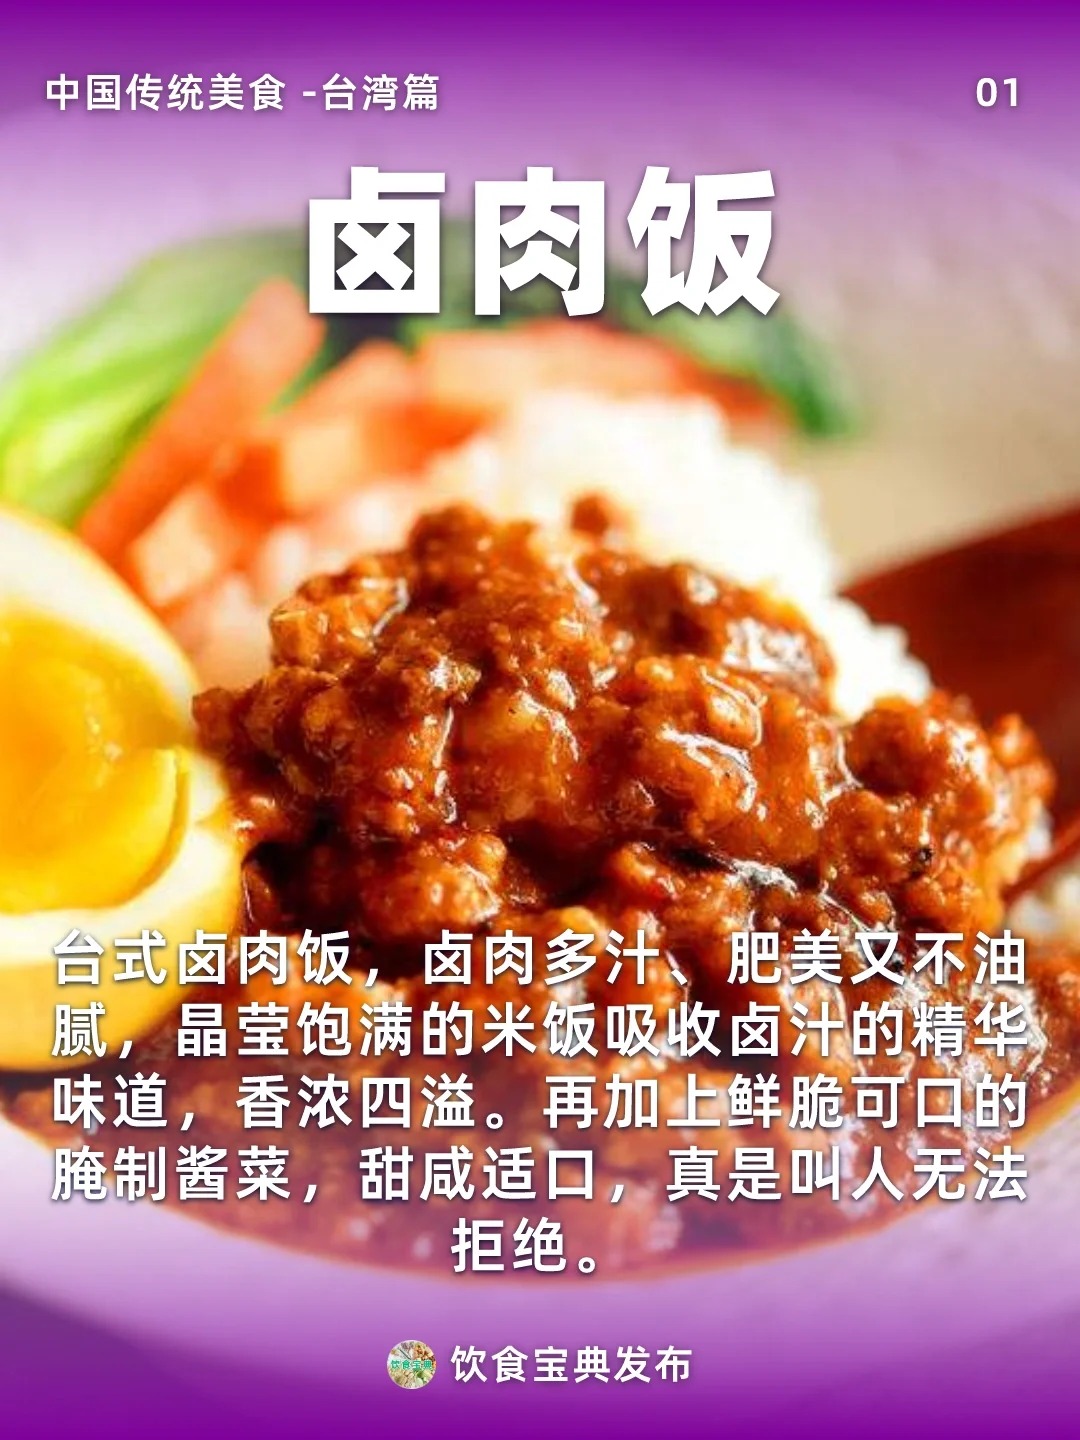 中国传统美食 -台湾篇
01
卤肉饭
台式卤肉饭，卤肉多汁、肥美又不油
腻，晶莹饱满的米饭吸收卤汁的精华
味道，香浓四溢。再加上鲜脆可口的
腌制酱菜，甜咸适口，真是叫人无法
拒绝。
饮食宝典
饮食宝典发布